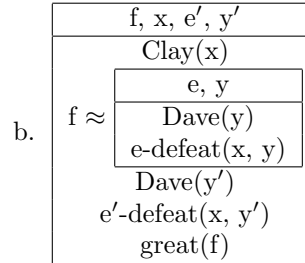 f, x, e′, y′
Clay(x)
e, y
b. f ≈ Dave(y)
e-defeat(x, y)
Dave(y′)
e′-defeat(x, y′)
great(f)